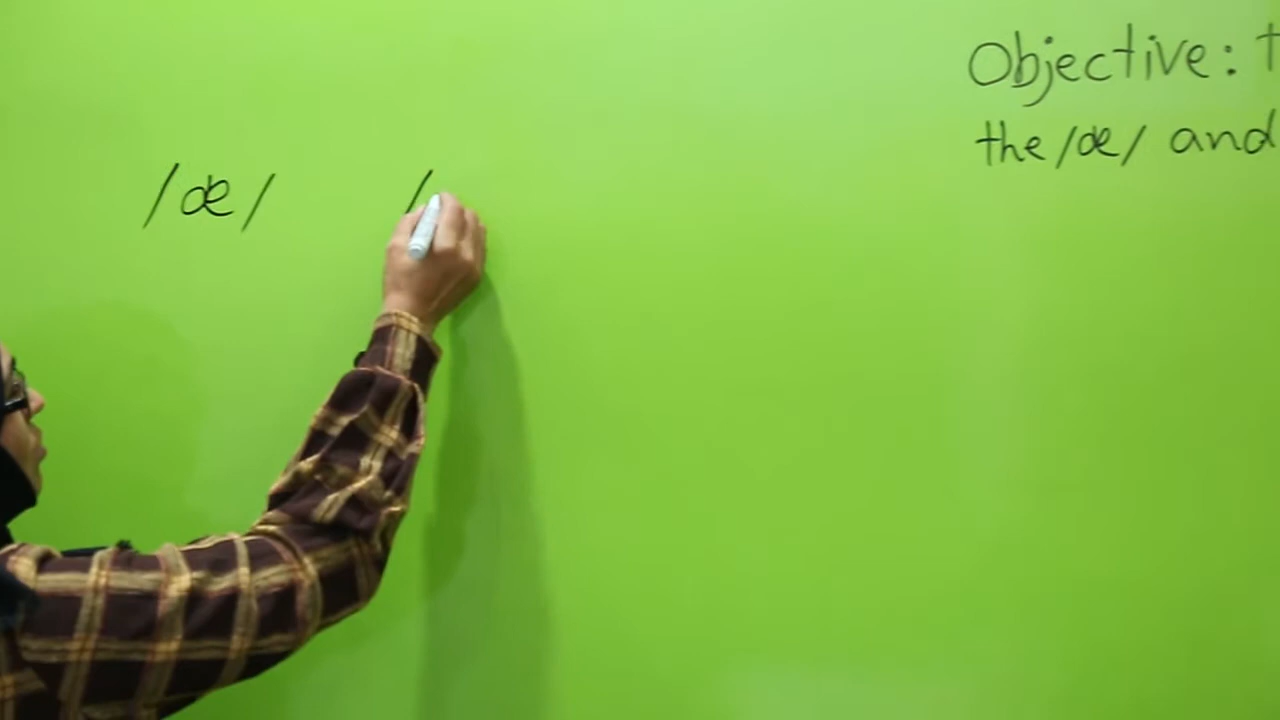 /æ/ /
Objective: t
the /æ/ and